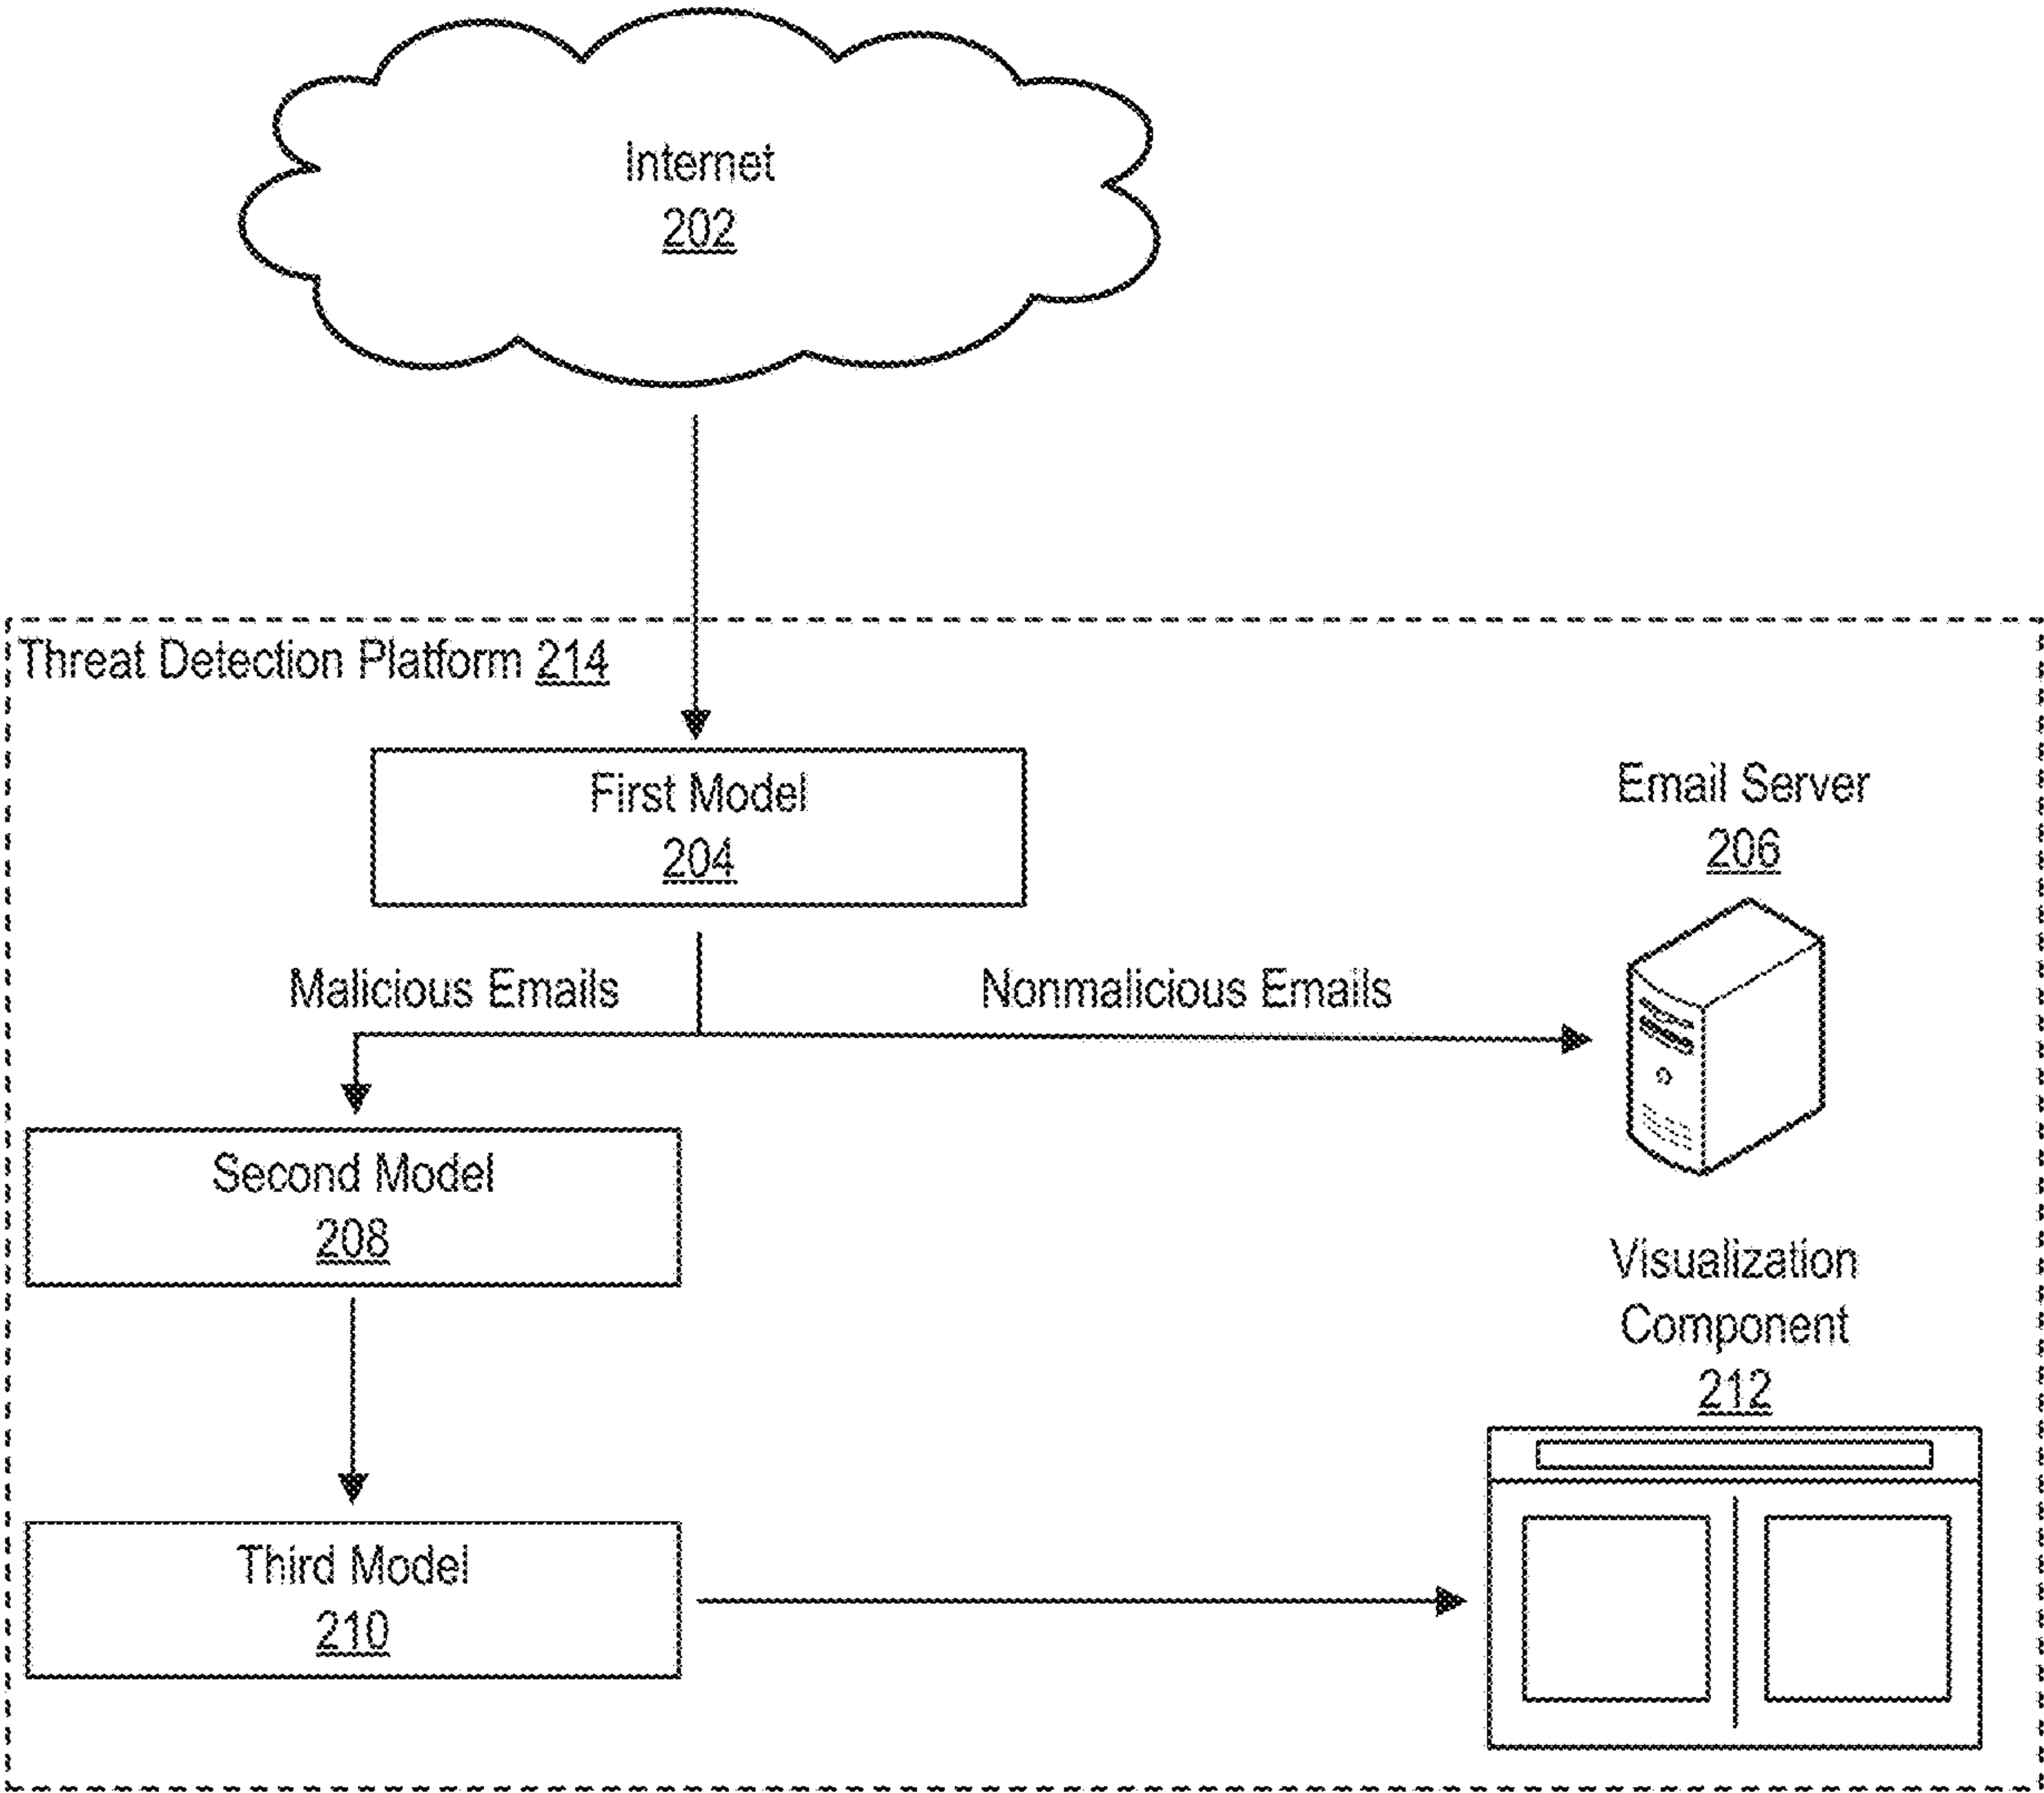 Internet
202
Threat Detection Platform 214
First Model
204
Email Server
206
Malicious Emails
Nonmalicious Emails
Second Model
208
Visualization
Component
212
Third Model
210